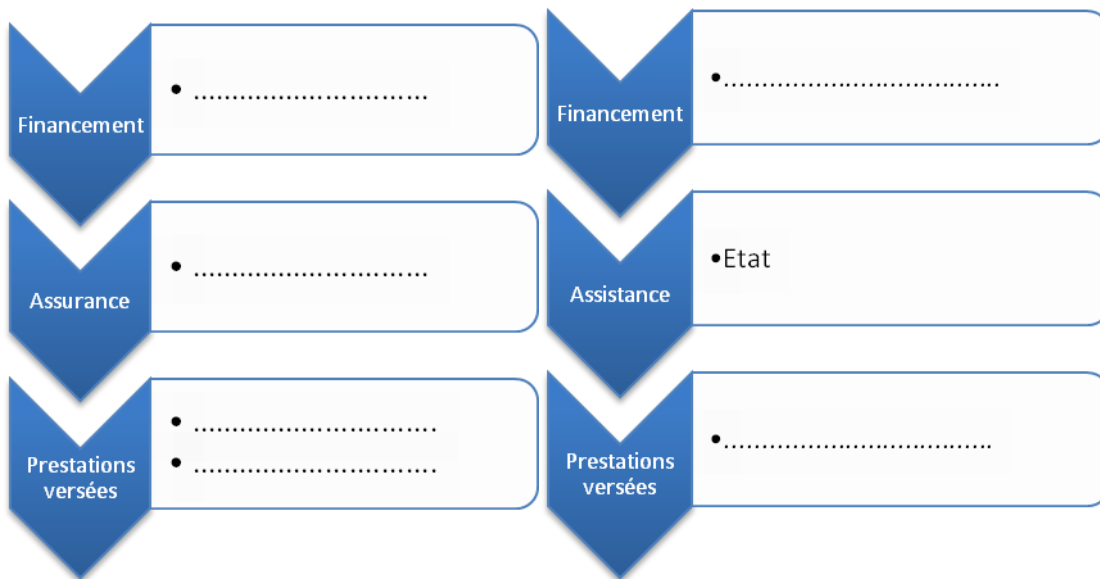 Financement
• ...............................
Assurance
• ...............................
Prestations
versées
• ................................
• ................................
Financement
•....................................
Assistance
•Etat
Prestations
versées
•...................................